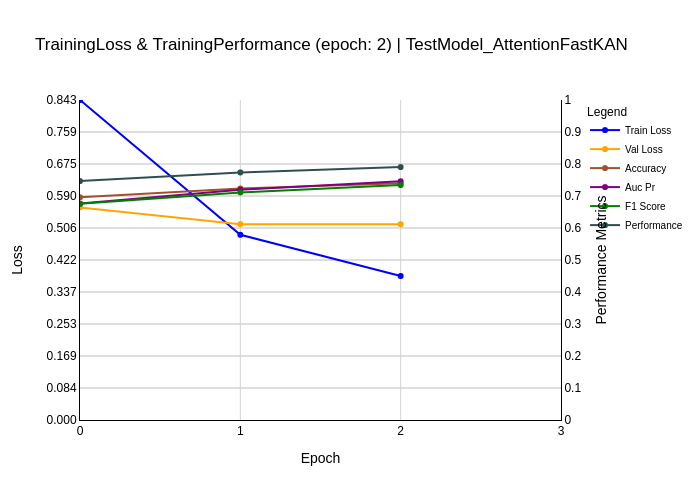 TrainingLoss & TrainingPerformance (epoch: 2) | TestModel_AttentionFastKAN
0.843
0.759
0.675
0.590
0.506
0.422
0.337
0.253
0.169
0.084
0.000
Loss
0
1
2
3
Epoch
1
0.9
0.8
0.7
0.6
0.5
0.4
0.3
0.2
0.1
0
Performance Metrics
Legend
Train Loss
Val Loss
Accuracy
Auc Pr
F1 Score
Performance